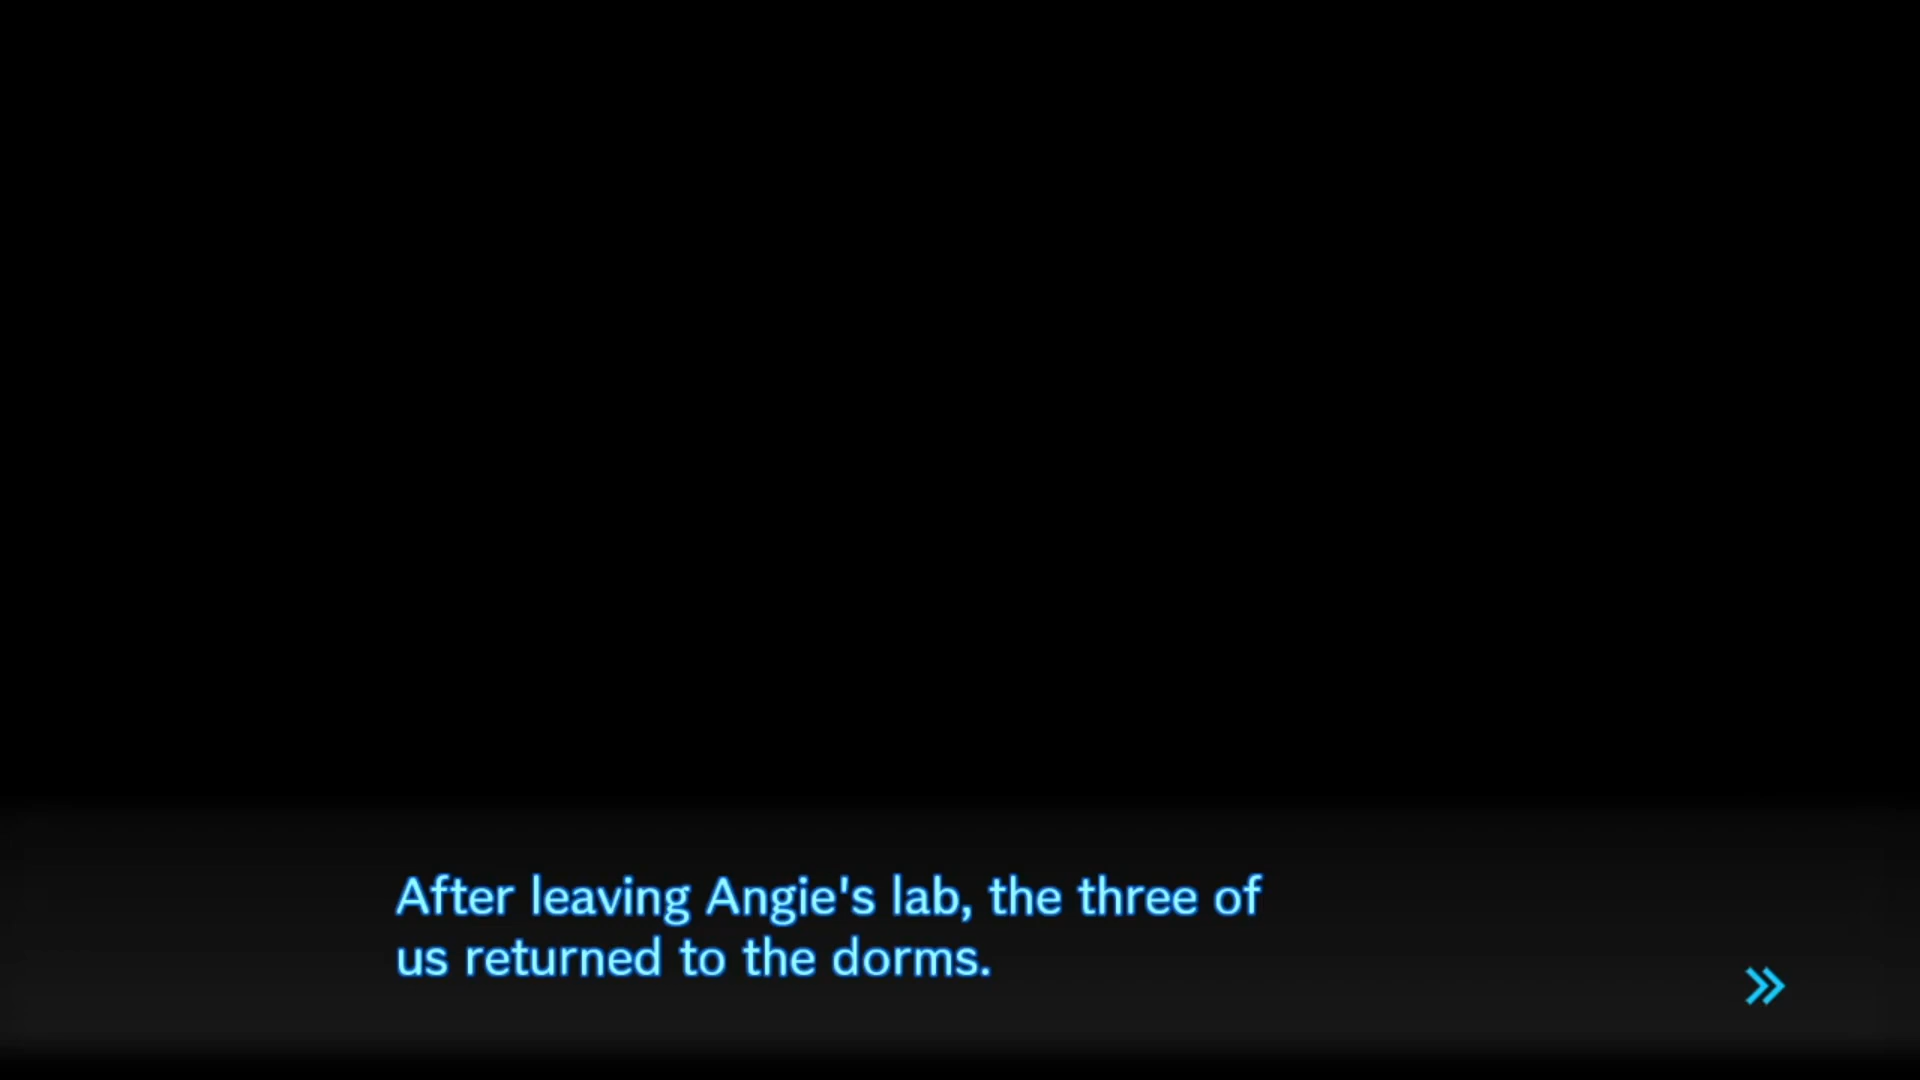 After leaving Angie's lab, the three of
us returned to the dorms.